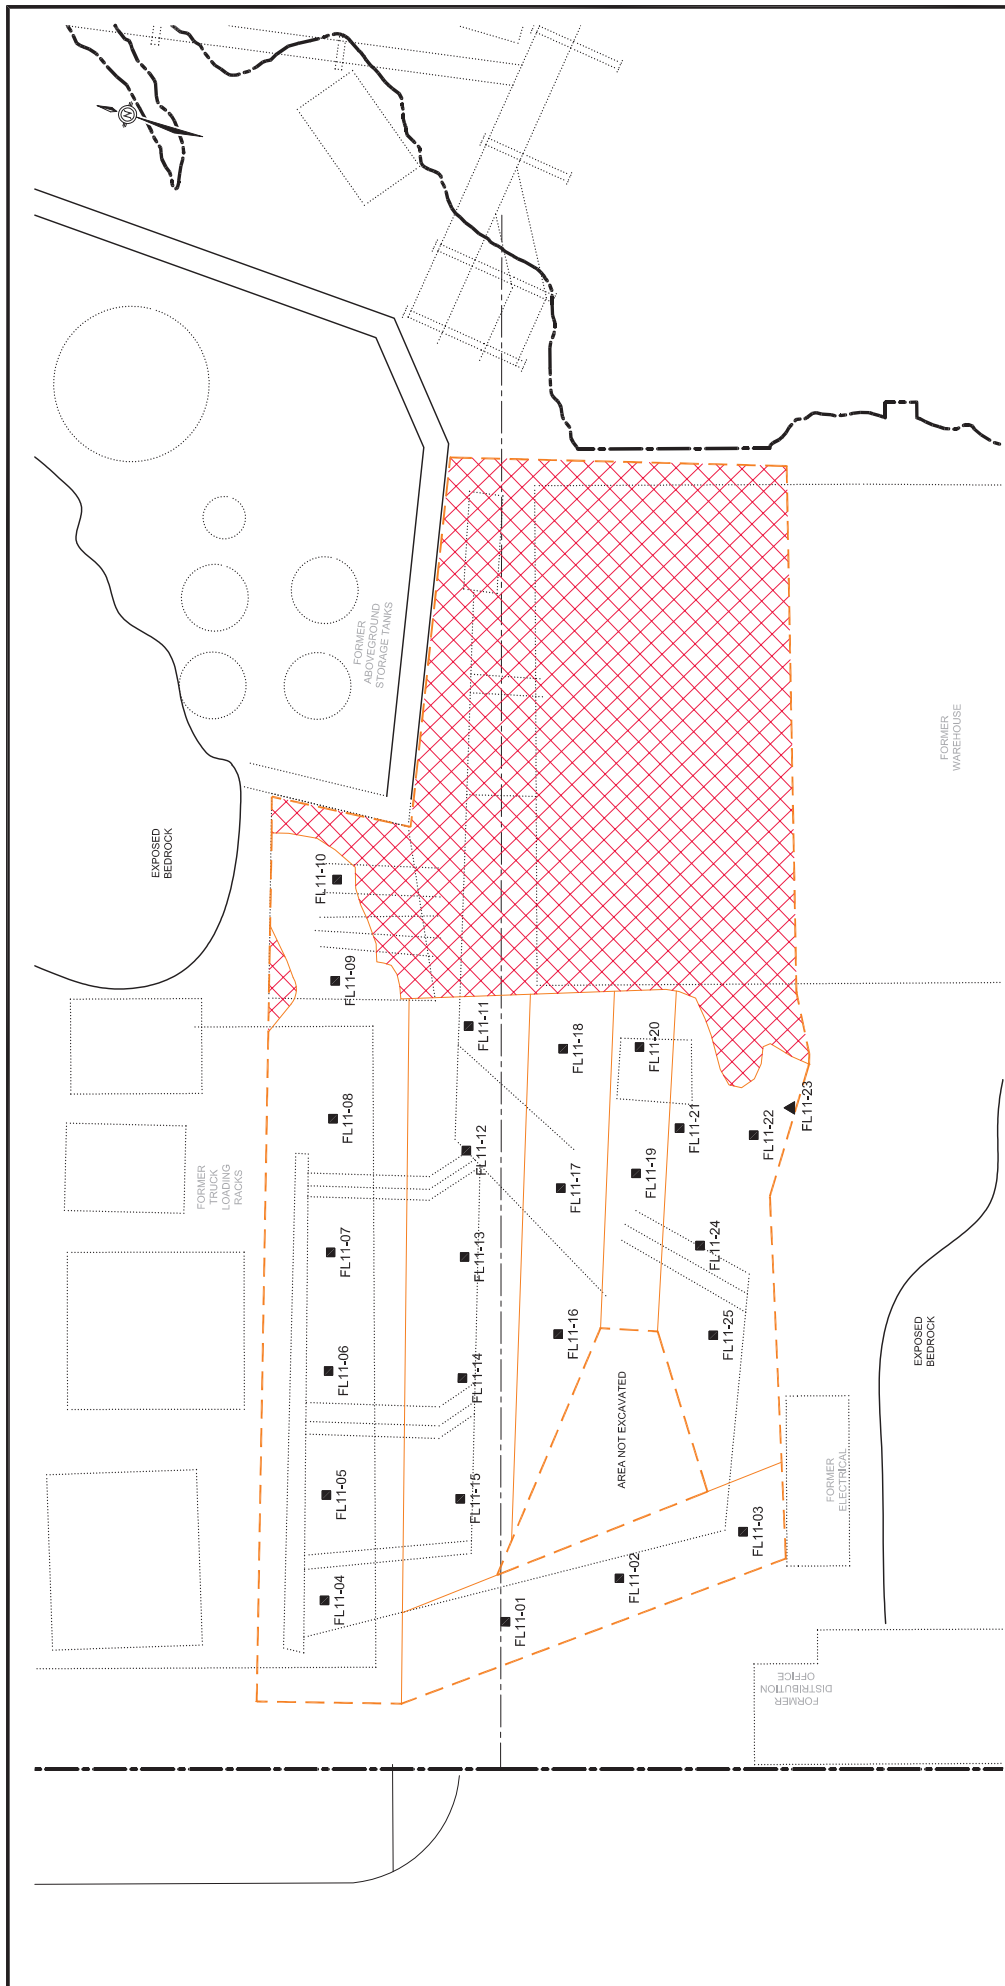 N
FORMER
ABOVEGROUND
STORAGE TANKS
EXPOSED
BEDROCK
FORMER
WAREHOUSE
FL11-10
FL11-09
FL11-11
FL11-18
FL11-20
FL11-08
FL11-12
FL11-21
FL11-22
FL11-23
FORMER
TRUCK
LOADING
RACKS
FL11-17
FL11-19
FL11-07
FL11-13
FL11-24
FL11-06
FL11-14
FL11-16
FL11-25
EXPOSED
BEDROCK
AREA NOT EXCAVATED
FL11-05
FL11-15
FORMER
ELECTRICAL
FL11-04
FL11-01
FL11-02
FL11-03
FORMER
DISTRIBUTION
OFFICE